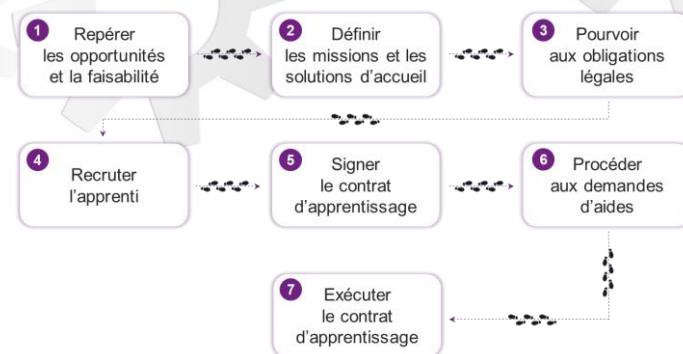 1
Repérer
les opportunités
et la faisabilité
2
Définir
les missions et les
solutions d'accueil
3
Pourvoir
aux obligations
légales
4
Recruter
l'apprenti
5
Signer
le contrat
d'apprentissage
6
Procéder
aux demandes
d'aides
7
Exécuter
le contrat
d'apprentissage